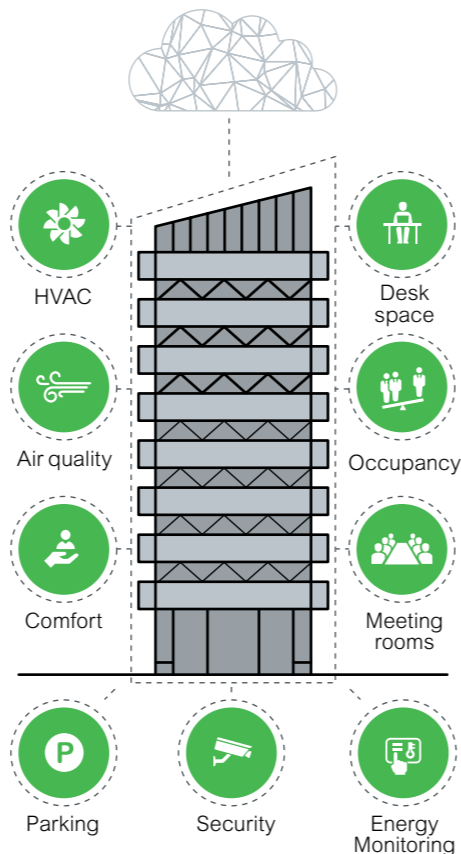 HVAC
Desk
space
Air quality
Occupancy
Comfort
Meeting
rooms
P
Parking
Security
Energy
Monitoring